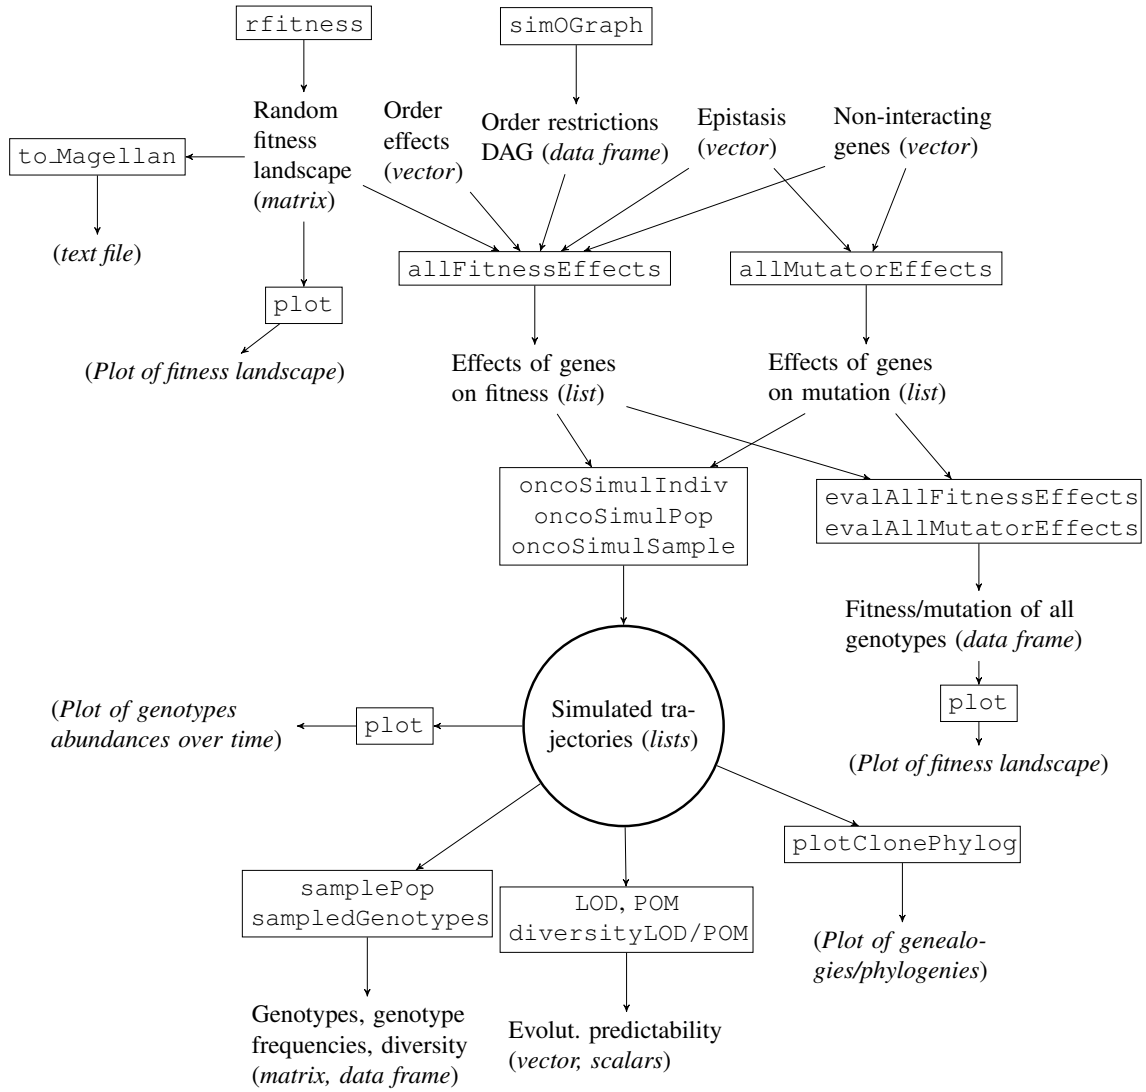 rfitness
simOGraph
Random
fitness
landscape
(matrix)
Order
effects
(vector)
Order restrictions
DAG (data frame)
Epistasis
(vector)
Non-interacting
genes (vector)
to_Magellan
(text file)
allFitnessEffects
allMutatorEffects
plot
(Plot of fitness landscape)
Effects of genes
on fitness (list)
Effects of genes
on mutation (list)
oncoSimulIndiv
oncoSimulPop
oncoSimulSample
evalAllFitnessEffects
evalAllMutatorEffects
Fitness/mutation of all
genotypes (data frame)
plot
(Plot of fitness landscape)
Simulated tra-
jectories (lists)
plot
(Plot of genotypes
abundances over time)
plotClonePhylog
(Plot of genealo-
gies/phylogenies)
samplePop
sampledGenotypes
LOD, POM
diversityLOD/POM
Genotypes, genotype
frequencies, diversity
(matrix, data frame)
Evolut. predictability
(vector, scalars)